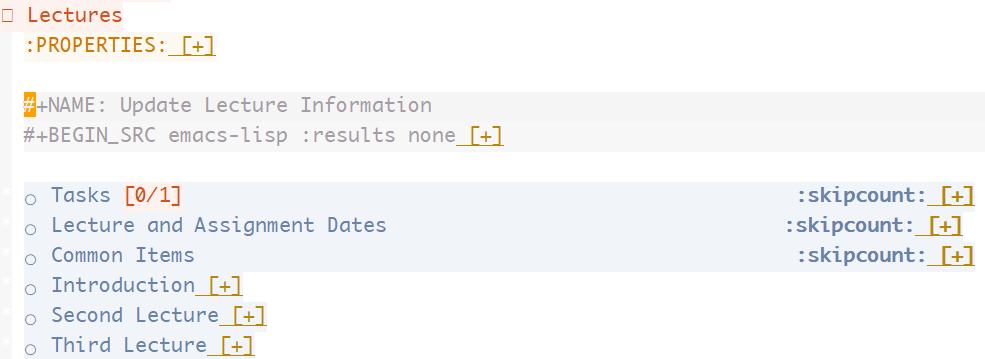 Lectures
:PROPERTIES: [+]
#+NAME: Update Lecture Information
#+BEGIN_SRC emacs-lisp :results none [+]
Tasks [0/1] :skipcount: [+]
Lecture and Assignment Dates :skipcount: [+]
Common Items :skipcount: [+]
Introduction [+]
Second Lecture [+]
Third Lecture [+]